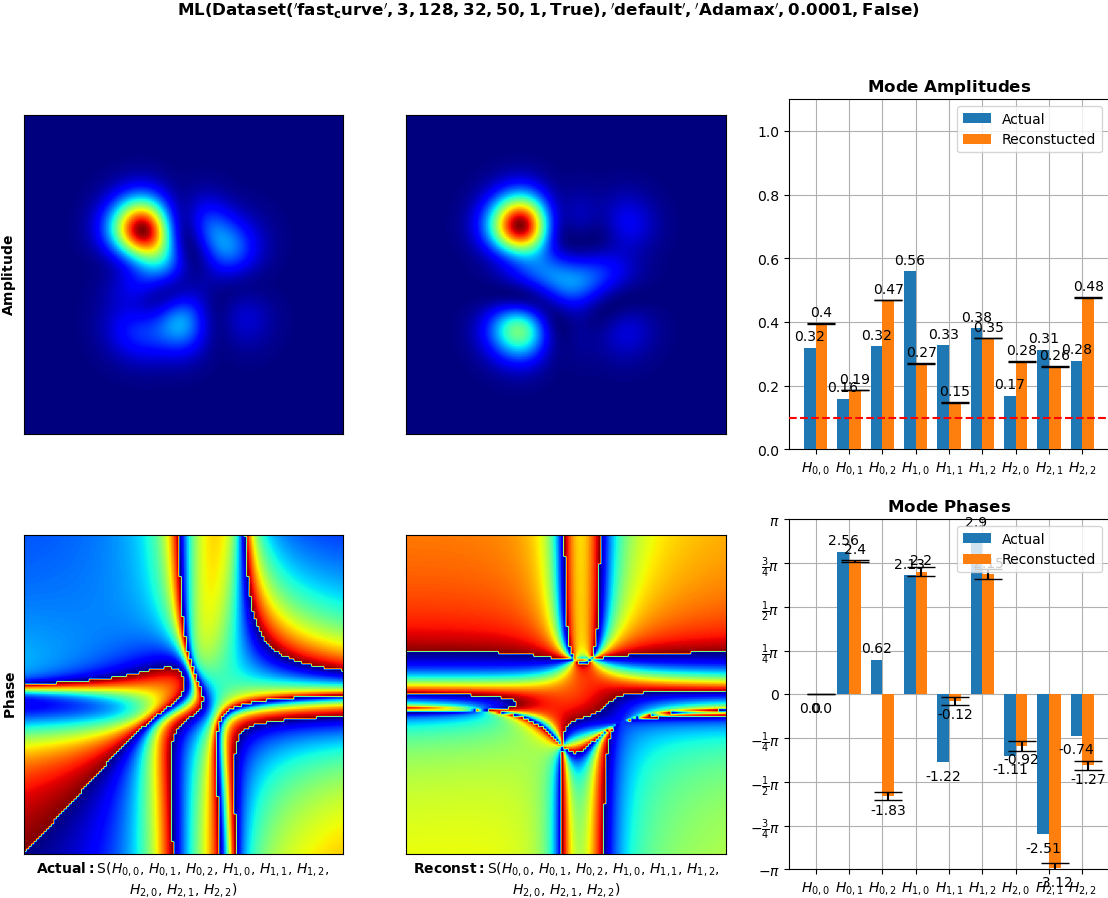 ML(Dataset('fast_curve', 3, 128, 32, 50, 1, True), 'default', 'Adamax', 0.0001, False)
Amplitude
Mode Amplitudes
Actual
Reconstucted
1.0
0.8
0.6
0.4
0.2
0.0
0.32 0.4 0.16 0.19 0.32 0.47 0.56 0.27 0.33 0.15 0.38 0.35 0.17 0.28 0.31 0.26 0.28 0.48
H0,0 H0,1 H0,2 H1,0 H1,1 H1,2 H2,0 H2,1 H2,2
Phase
Mode Phases
Actual
Reconstucted
π
3/4π
1/2π
1/4π
0
−1/4π
−1/2π
−3/4π
−π
0.0 0.0 2.56 2.4 0.62 -1.83 2.13 2.2 -1.22 -0.12 2.9 -1.11 -0.92 -2.51 -3.12 -0.74 -1.27
H0,0 H0,1 H0,2 H1,0 H1,1 H1,2 H2,0 H2,1 H2,2
Actual: S(H0,0, H0,1, H0,2, H1,0, H1,1, H1,2,
H2,0, H2,1, H2,2)
Reconst: S(H0,0, H0,1, H0,2, H1,0, H1,1, H1,2,
H2,0, H2,1, H2,2)